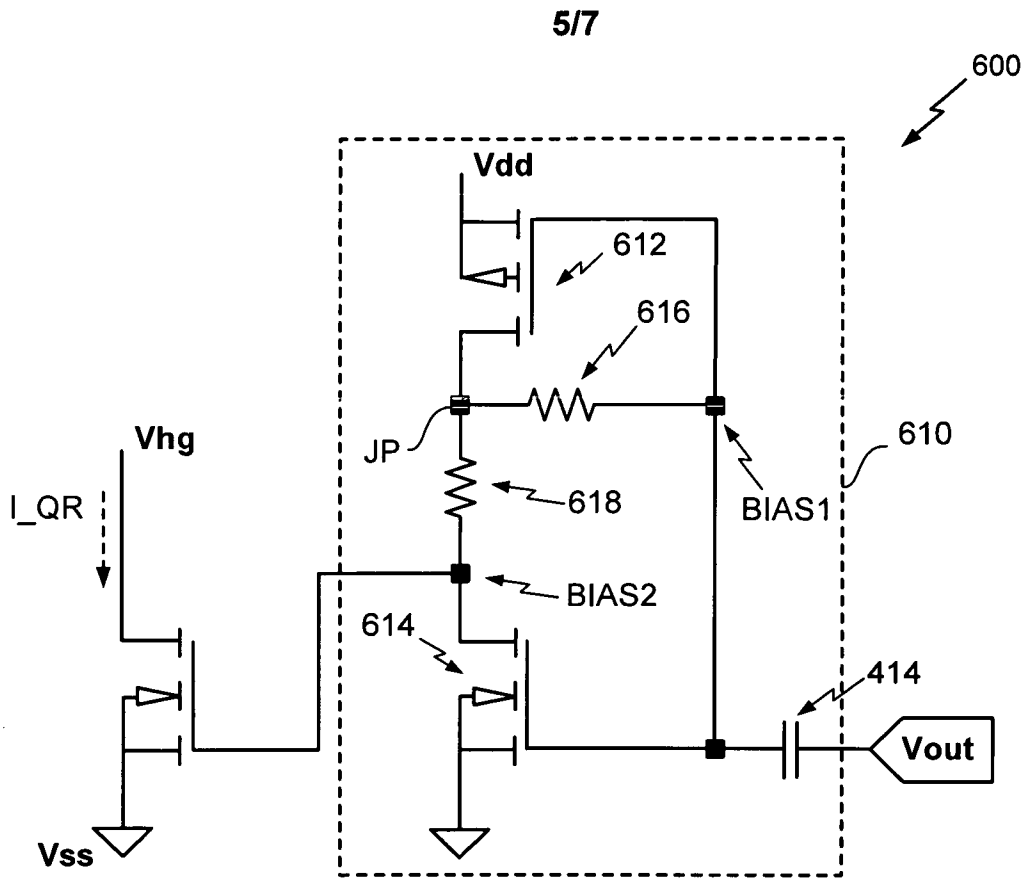 5/7
600
Vdd
612
616
JP
Vhg
610
I_QR
618
BIAS1
BIAS2
614
414
Vout
Vss